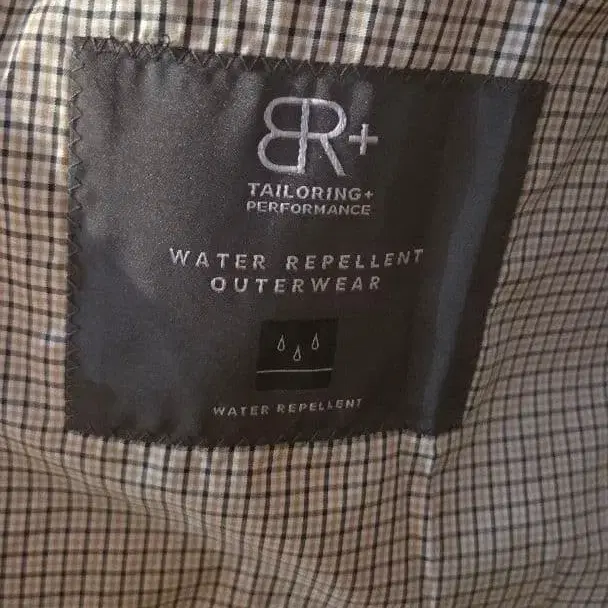 BR+
TAILORING+
PERFORMANCE
WATER REPELLENT
OUTERWEAR
WATER REPELLENT